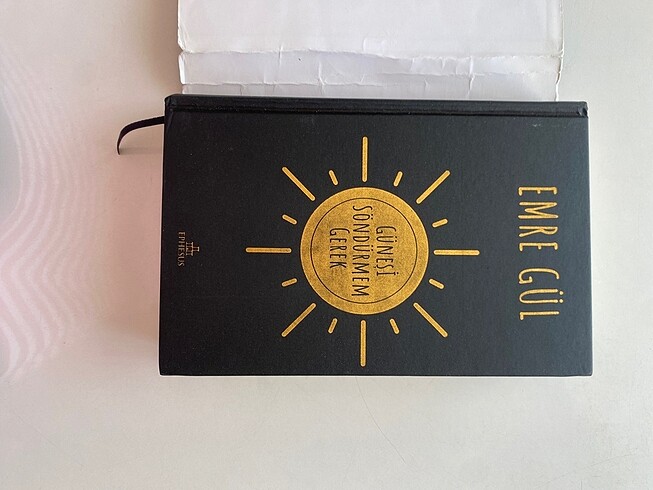 EMRE GÜL
GÜNEŞİ
SÖNDÜRMEM
GEREK
EPHESUS